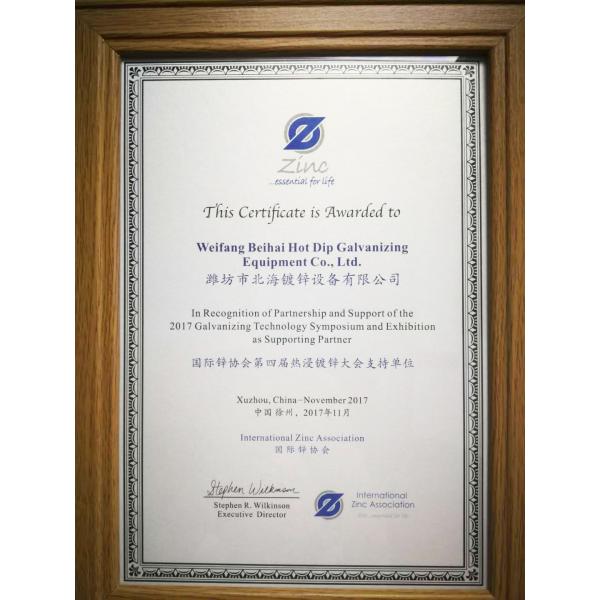 Zinc
...essential for life
This Certificate is Awarded to
Weifang Beihai Hot Dip Galvanizing
Equipment Co., Ltd.
潍坊市北海镀锌设备有限公司
In Recognition of Partnership and Support of the
2017 Galvanizing Technology Symposium and Exhibition
as Supporting Partner
国际锌协会第四届热浸镀锌大会支持单位
Xuzhou, China-November 2017
中国徐州，2017年11月
International Zinc Association
国际锌协会
Stephen Wilkinson
Stephen R. Wilkinson
Executive Director
International
Zinc Association
Zinc...essential for life